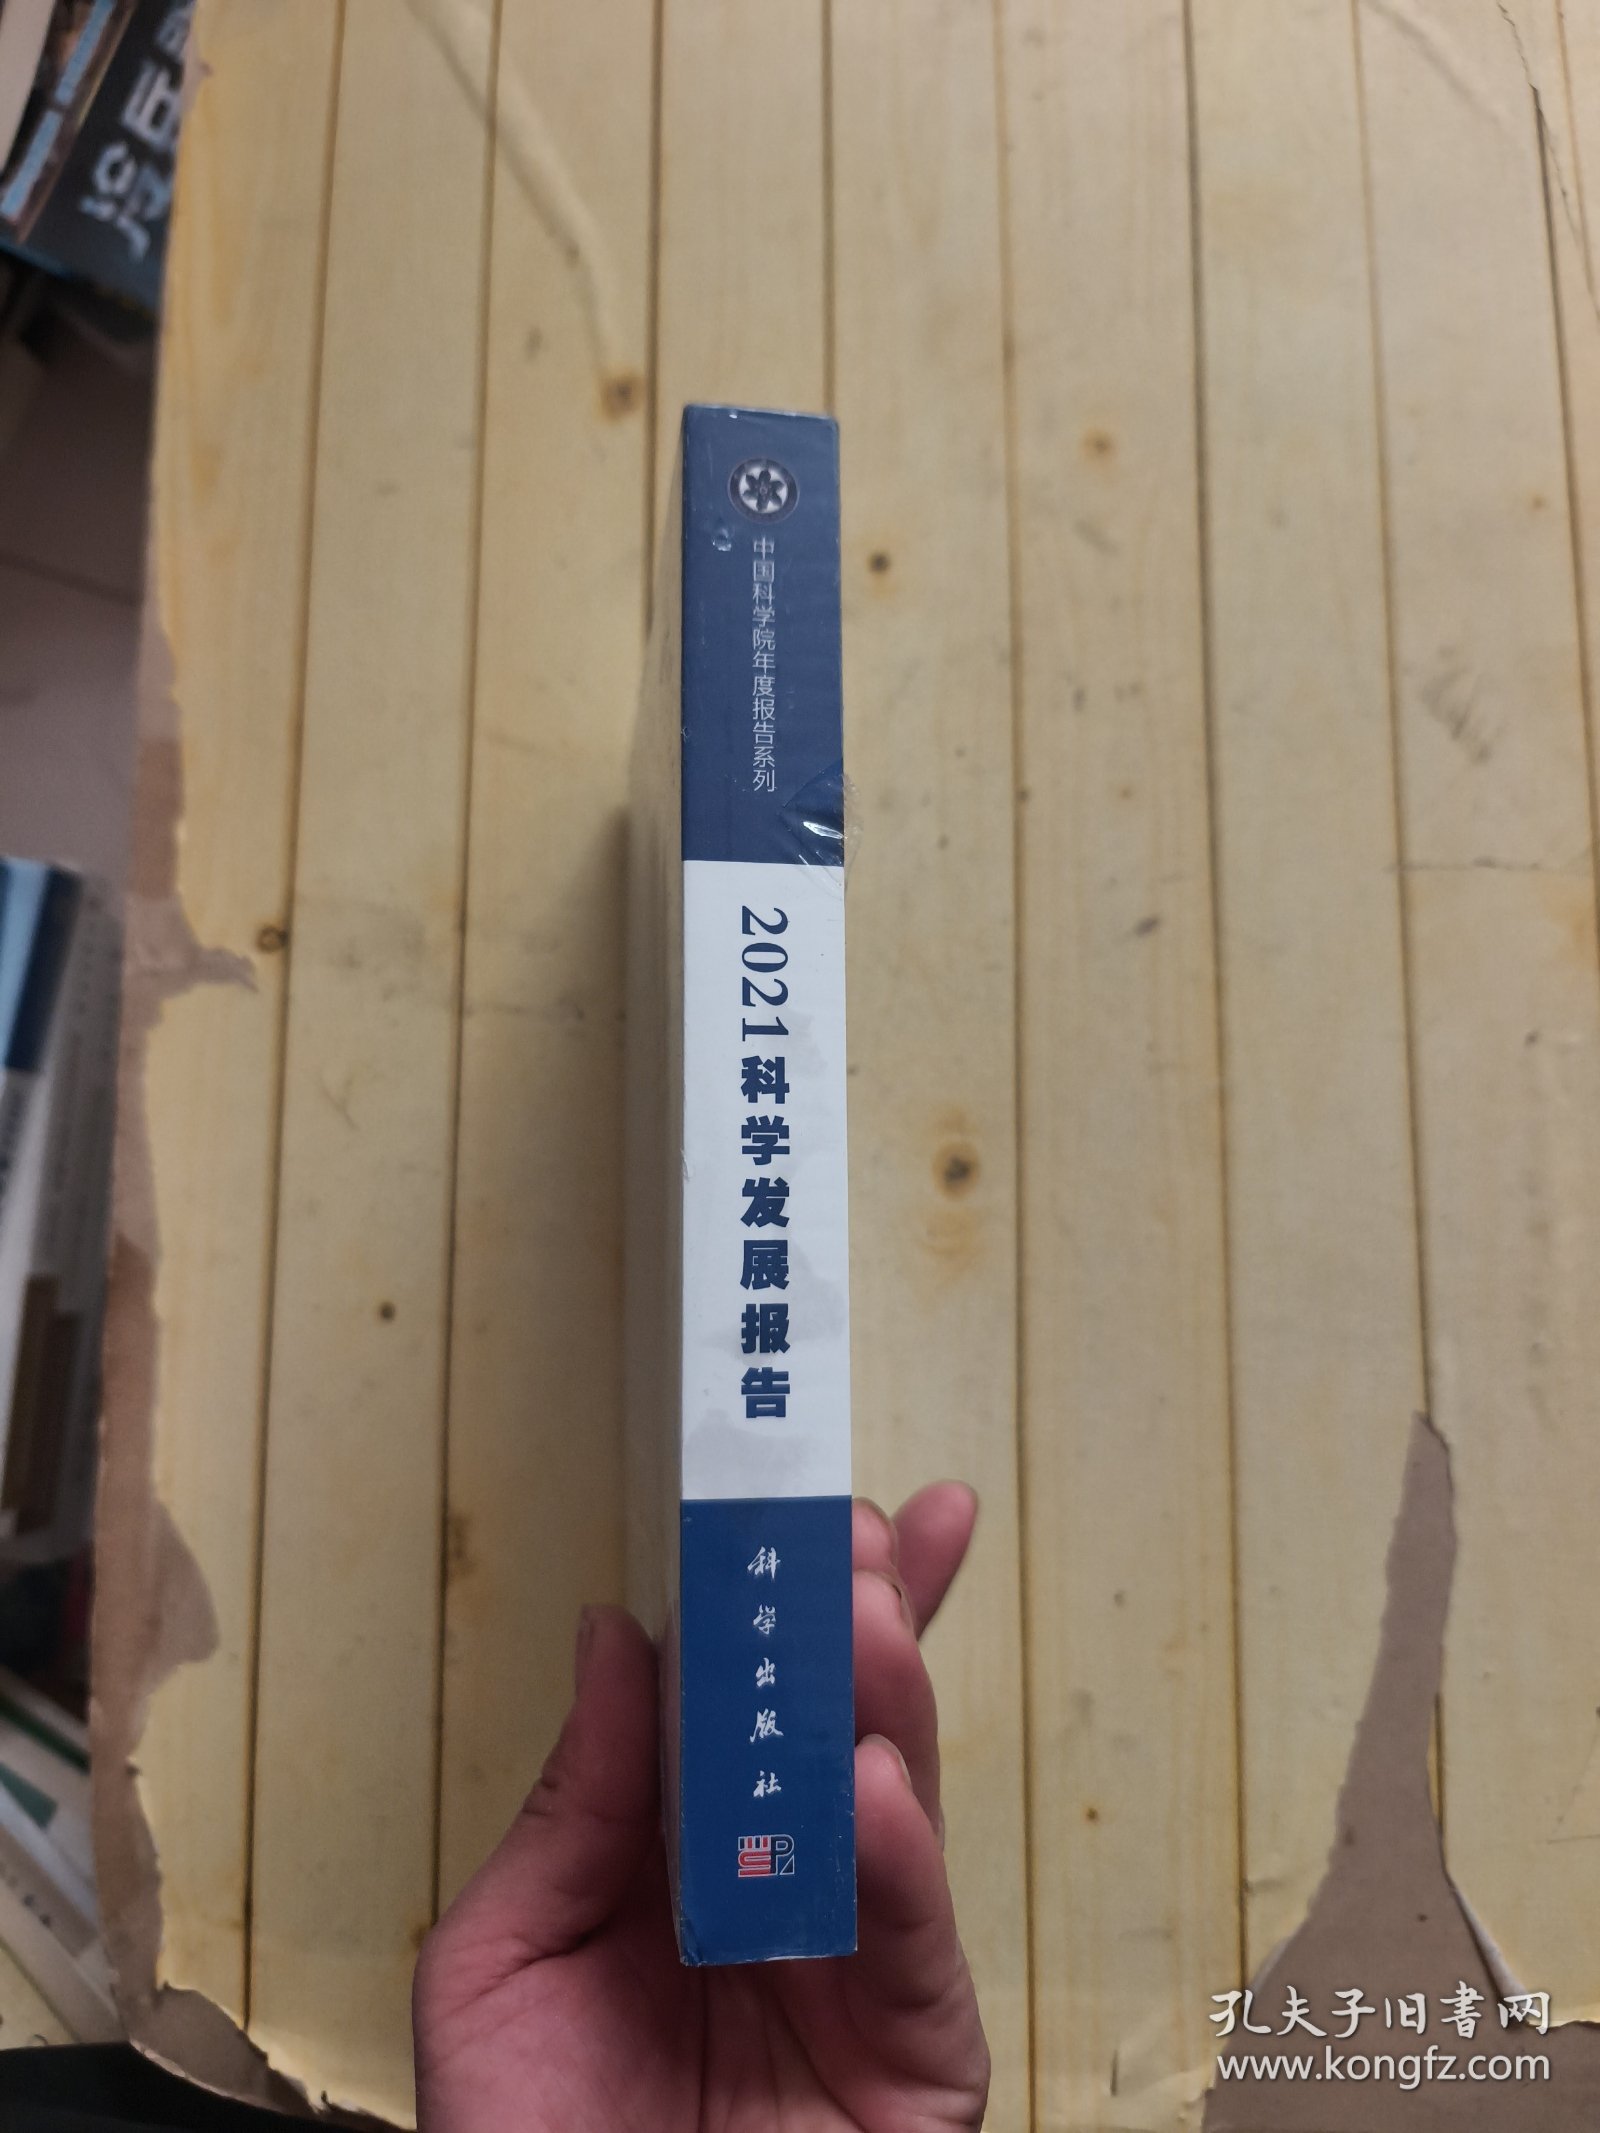 中国科学院年度报告系列
2021科学发展报告
科学出版社
孔夫子旧書网
www.kongfz.com